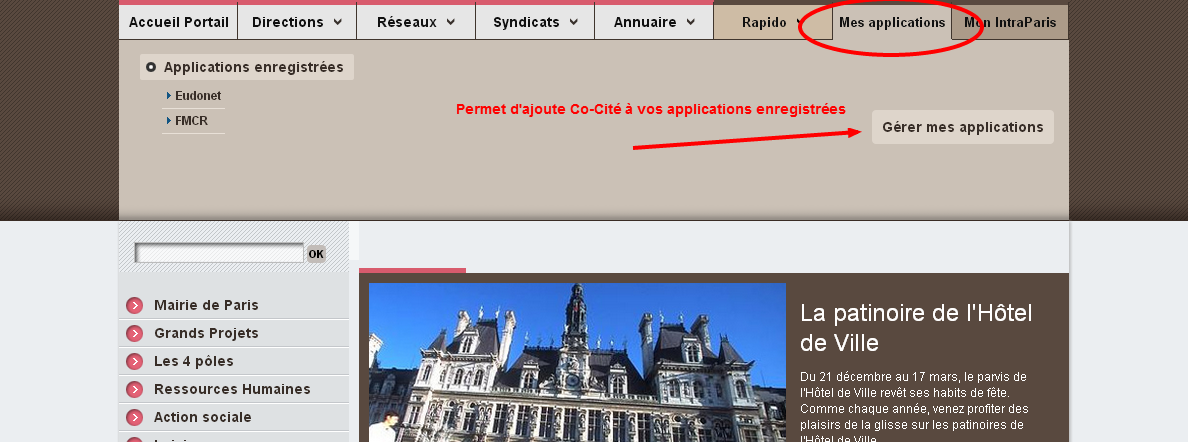 Accueil Portail Directions Réseaux Syndicats Annuaire Rapido Mes applications Mon IntraParis
Applications enregistrées
Eudonet
FMCR
Permet d'ajoute Co-Cité à vos applications enregistrées
Gérer mes applications
OK
Mairie de Paris
Grands Projets
Les 4 pôles
Ressources Humaines
Action sociale
La patinoire de l'Hôtel
de Ville
Du 21 décembre au 17 mars, le parvis de
l'Hôtel de Ville revêt ses habits de fête.
Comme chaque année, venez profiter des
plaisirs de la glisse sur les patinoires de
l'Hôtel de Ville